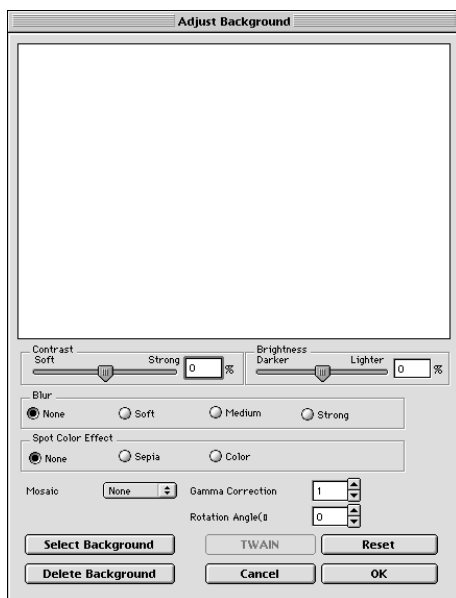 Adjust Background
Contrast
Soft Strong 0 %
Brightness
Darker Lighter 0 %
Blur
None Soft Medium Strong
Spot Color Effect
None Sepia Color
Mosaic None Gamma Correction 1
Rotation Angle( 0
Select Background TWAIN Reset
Delete Background Cancel OK